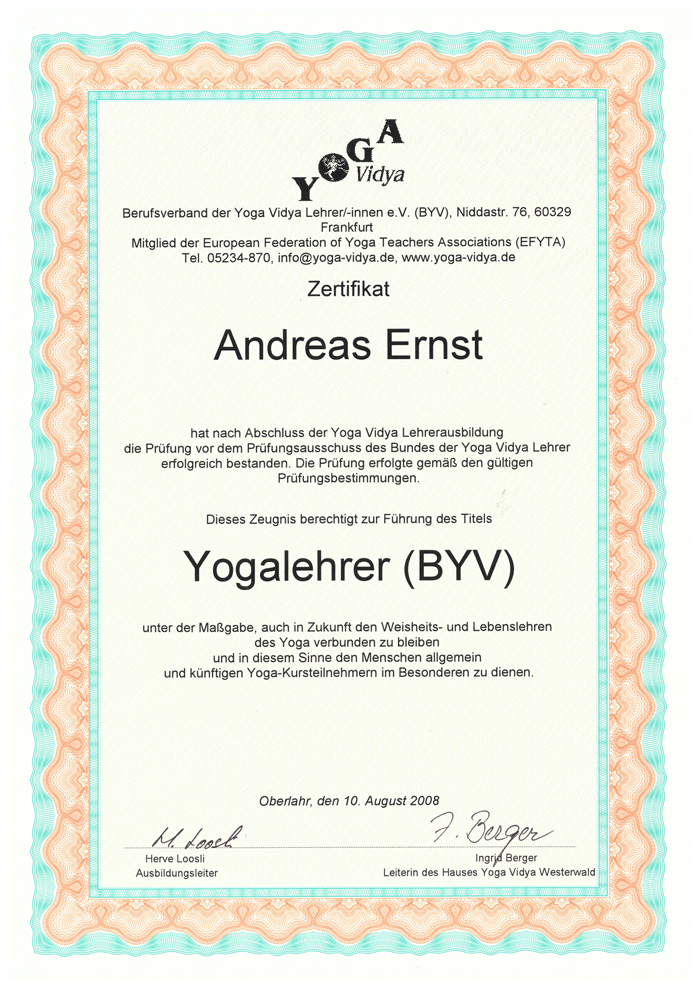 YOGA
Vidya
Berufsverband der Yoga Vidya Lehrer/-innen e.V. (BYV), Niddastr. 76, 60329
Frankfurt
Mitglied der European Federation of Yoga Teachers Associations (EFYTA)
Tel. 05234-870, info@yoga-vidya.de, www.yoga-vidya.de
Zertifikat
Andreas Ernst
hat nach Abschluss der Yoga Vidya Lehrerausbildung
die Prüfung vor dem Prüfungsausschuss des Bundes der Yoga Vidya Lehrer
erfolgreich bestanden. Die Prüfung erfolgte gemäß den gültigen
Prüfungsbestimmungen.
Dieses Zeugnis berechtigt zur Führung des Titels
Yogalehrer (BYV)
unter der Maßgabe, auch in Zukunft den Weisheits- und Lebenslehren
des Yoga verbunden zu bleiben
und in diesem Sinne den Menschen allgemein
und künftigen Yoga-Kursteilnehmern im Besonderen zu dienen.
Oberlahr, den 10. August 2008
H. Loosli J. Berger
Herve Loosli Ingrid Berger
Ausbildungsleiter Leiterin des Hauses Yoga Vidya Westerwald